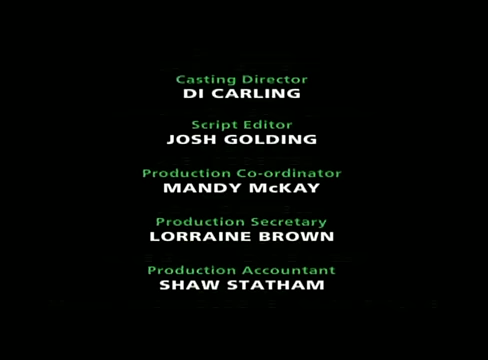 Casting Director
DI CARLING
Script Editor
JOSH GOLDING
Production Co-ordinator
MANDY McKAY
Production Secretary
LORRAINE BROWN
Production Accountant
SHAW STATHAM